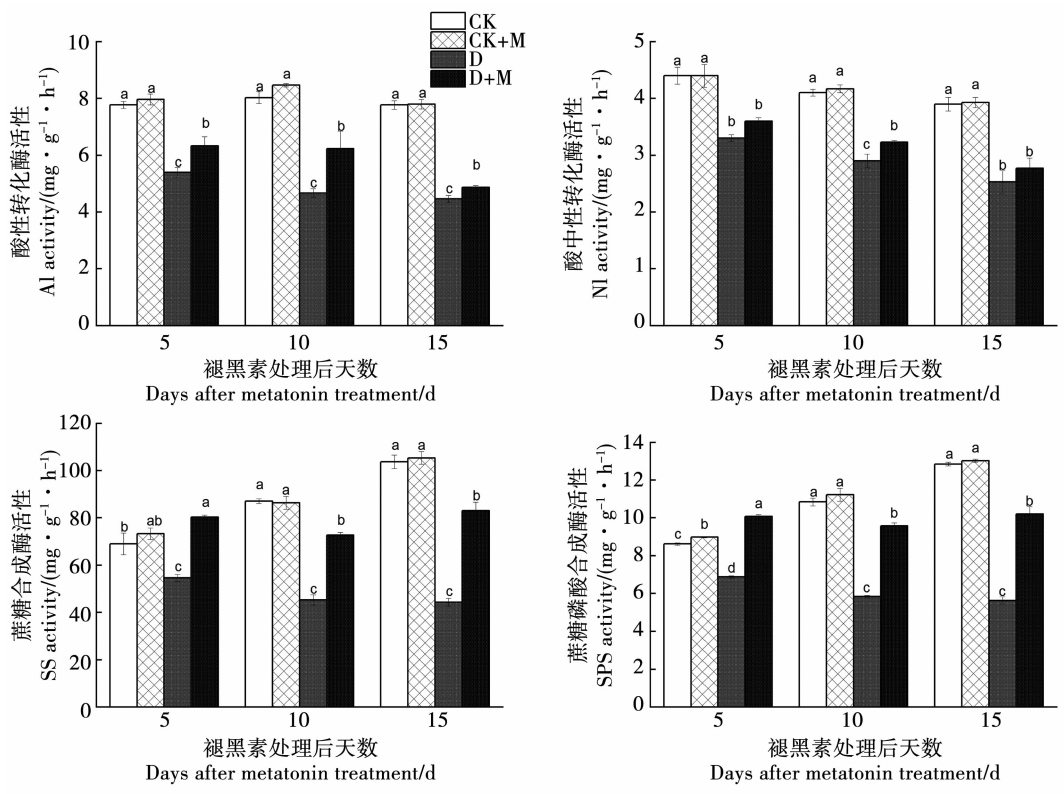 CK
CK+M
D
D+M
酸性转化酶活性
AI activity/(mg·g⁻¹·h⁻¹)
10
8
6
4
2
0
a
a
c
b
a
a
c
b
a
a
c
b
5
10
15
褪黑素处理后天数
Days after metatonin treatment/d
酸中性转化酶活性
NI activity/(mg·g⁻¹·h⁻¹)
5
4
3
2
1
0
a
a
b
b
a
a
c
b
a
a
b
b
5
10
15
褪黑素处理后天数
Days after metatonin treatment/d
蔗糖合成酶活性
SS activity/(mg·g⁻¹·h⁻¹)
120
100
80
60
40
20
0
b
ab
c
a
a
a
c
b
a
a
c
b
5
10
15
褪黑素处理后天数
Days after metatonin treatment/d
蔗糖磷酸合成酶活性
SPS activity/(mg·g⁻¹·h⁻¹)
14
12
10
8
6
4
2
0
c
b
d
a
a
a
c
b
a
a
c
b
5
10
15
褪黑素处理后天数
Days after metatonin treatment/d